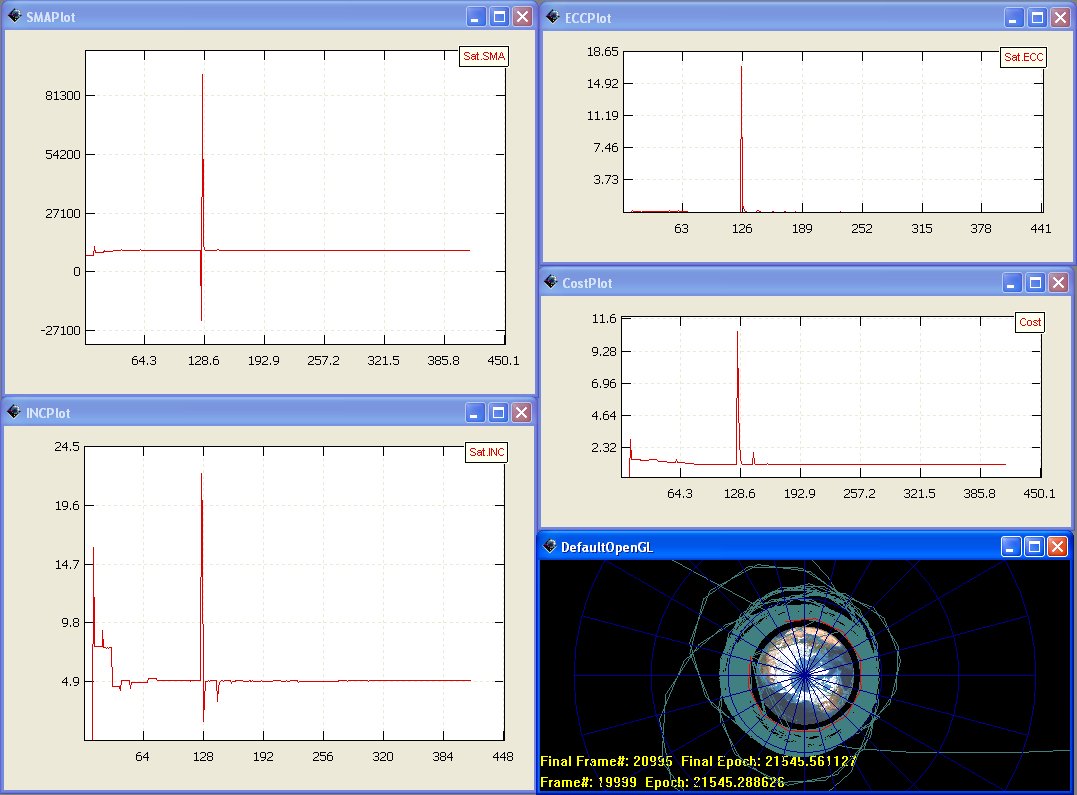 SMAPlot
Sat.SMA
81300
54200
27100
0
-27100
64.3 128.6 192.9 257.2 321.5 385.8 450.1
ECCPlot
18.65
Sat.ECC
14.92
11.19
7.46
3.73
63 126 189 252 315 378 441
CostPlot
11.6
Cost
9.28
6.96
4.64
2.32
64.3 128.6 192.9 257.2 321.5 385.8 450.1
INCPlot
24.5
Sat.INC
19.6
14.7
9.8
4.9
64 128 192 256 320 384 448
DefaultOpenGL
Final Frame#: 20995 Final Epoch: 21545.561127
Frame#: 19999 Epoch: 21545.288626